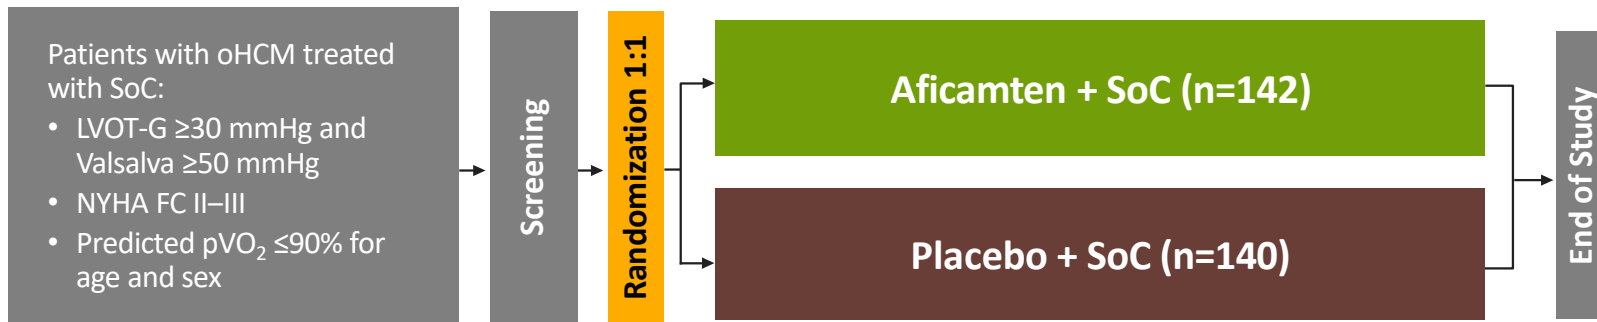 Patients with oHCM treated
with SoC:
• LVOT-G ≥30 mmHg and
Valsalva ≥50 mmHg
• NYHA FC II–III
• Predicted pVO₂ ≤90% for
age and sex
Screening
Randomization 1:1
Aficamten + SoC (n=142)
Placebo + SoC (n=140)
End of Study